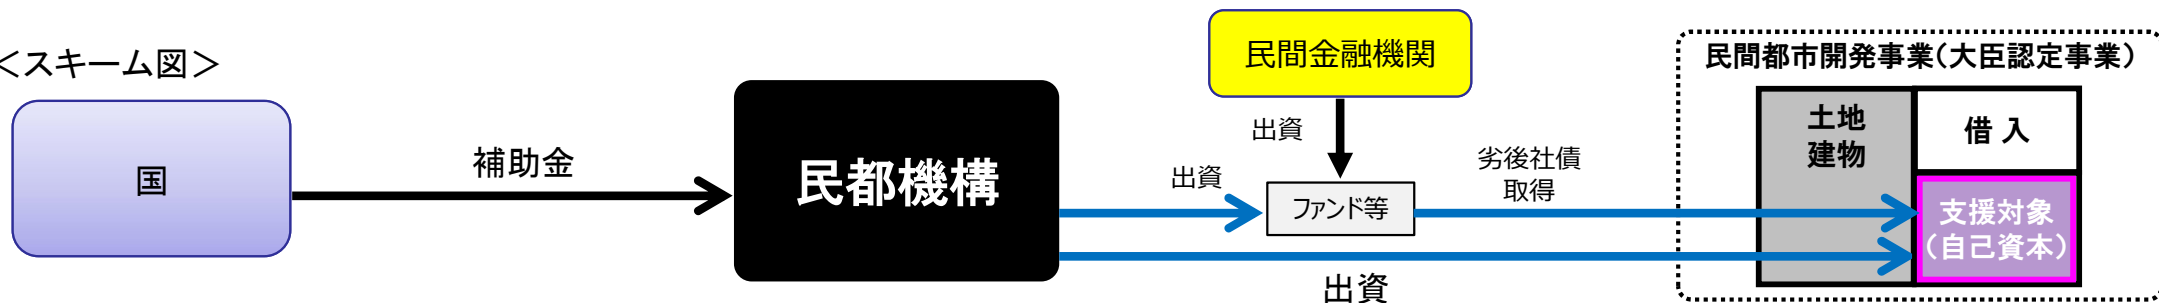 ＜スキーム図＞
国
補助金
民都機構
民間金融機関
出資
出資
ファンド等
劣後社債
取得
出資
民間都市開発事業（大臣認定事業）
土地
建物
借 入
支援対象
（自己資本）